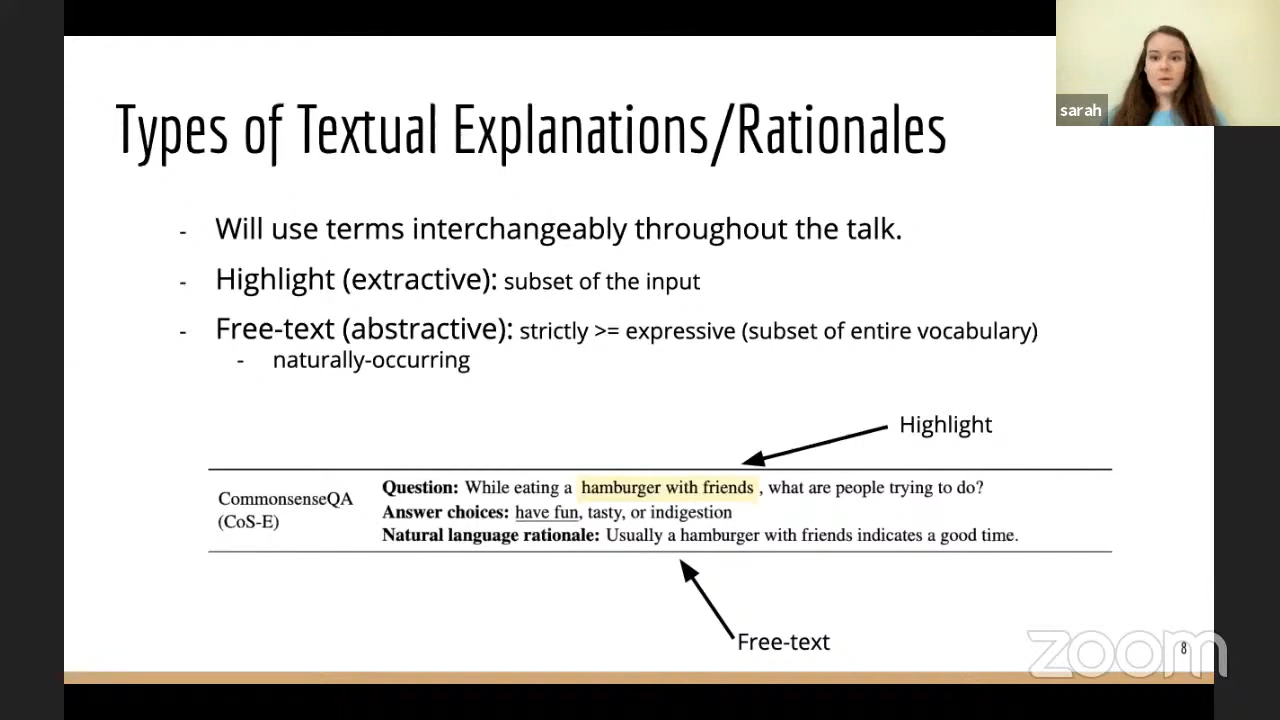 sarah
Types of Textual Explanations/Rationales
- Will use terms interchangeably throughout the talk.
- Highlight (extractive): subset of the input
- Free-text (abstractive): strictly >= expressive (subset of entire vocabulary)
- naturally-occurring
Highlight
CommonsenseQA
(CoS-E)
Question: While eating a hamburger with friends , what are people trying to do?
Answer choices: have fun, tasty, or indigestion
Natural language rationale: Usually a hamburger with friends indicates a good time.
Free-text
zoom
8